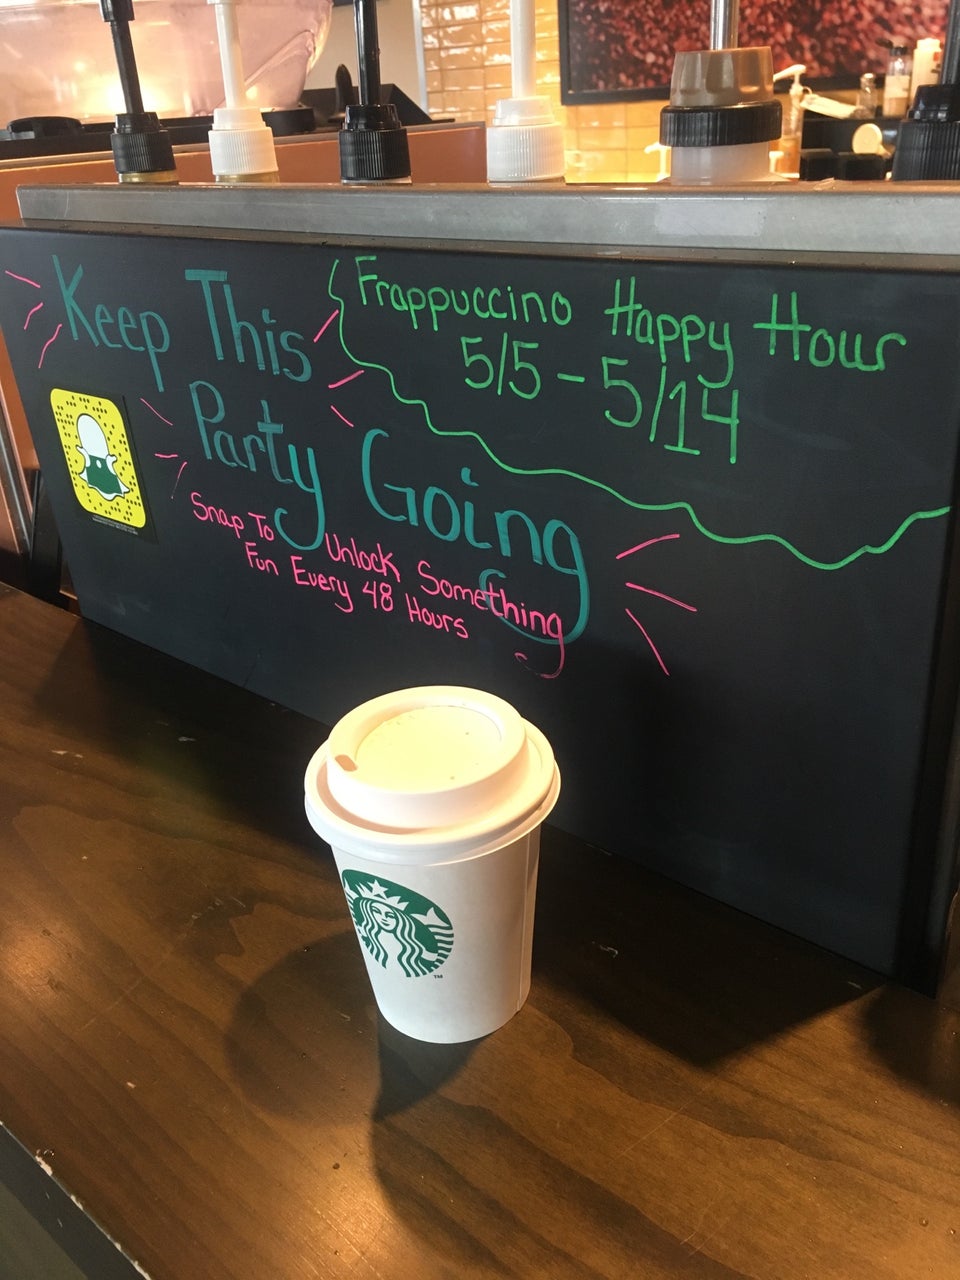 Keep This
Party Going
Snap To Unlock Something
Fun Every 48 Hours
Frappuccino Happy Hour
5/5 - 5/14
TM